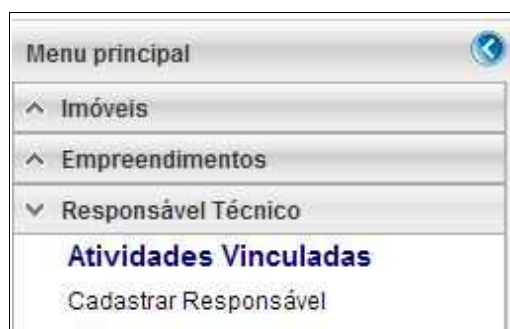 Menu principal
Imóveis
Empreendimentos
Responsável Técnico
Atividades Vinculadas
Cadastrar Responsável